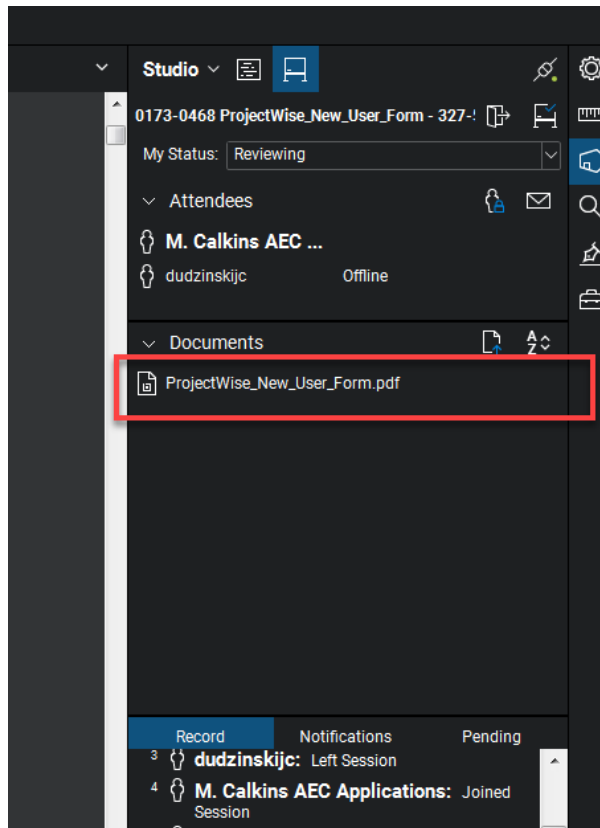 Studio
0173-0468 ProjectWise_New_User_Form - 327-
My Status: Reviewing
Attendees
M. Calkins AEC ...
dudzinskijc Offline
Documents
A
Z
ProjectWise_New_User_Form.pdf
Record Notifications Pending
3 dudzinskijc: Left Session
4 M. Calkins AEC Applications: Joined
Session